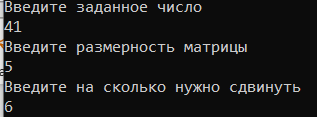 Введите заданное число
41
Введите размерность матрицы
5
Введите на сколько нужно сдвинуть
6